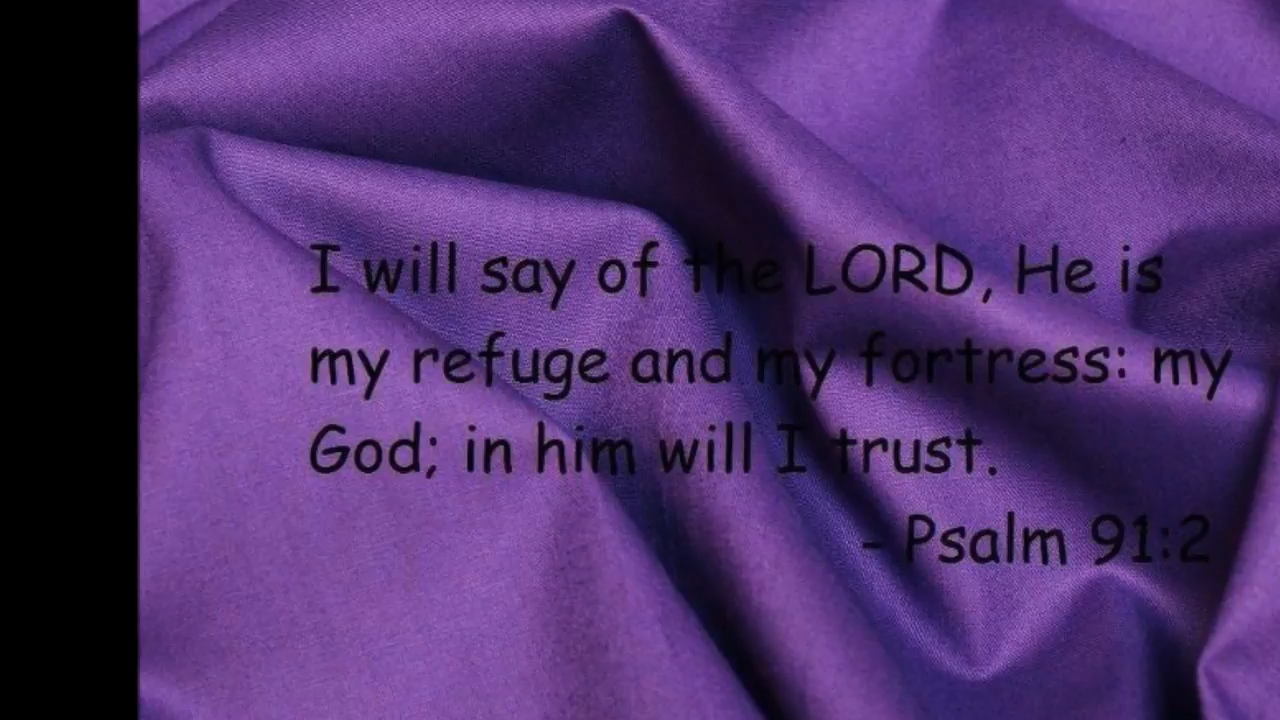 I will say of the LORD, He is
my refuge and my fortress: my
God; in him will I trust.
- Psalm 91:2